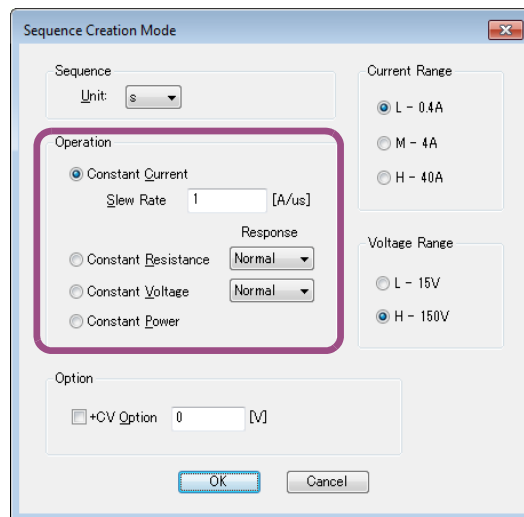 Sequence Creation Mode
Sequence
Unit: s
Operation
Constant Current
Slew Rate 1 [A/us]
Response
Constant Resistance Normal
Constant Voltage Normal
Constant Power
Current Range
L - 0.4A
M - 4A
H - 40A
Voltage Range
L - 15V
H - 150V
Option
+CV Option 0 [V]
OK Cancel